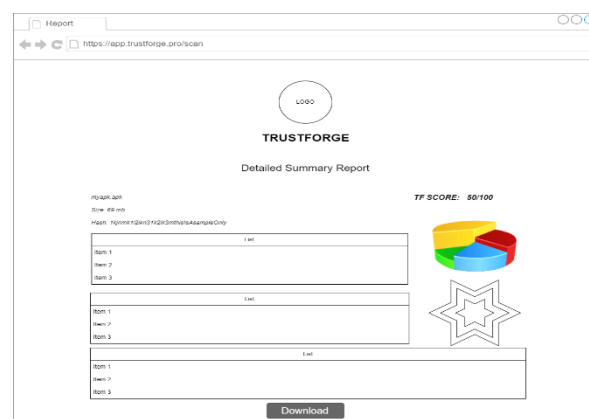 Report
https://app.trustforge.pro/scan
LOGO
TRUSTFORGE
Detailed Summary Report
myapk.apk
TF SCORE: 50/100
Size: 69 mb
Hash:
List
Item 1
Item 2
Item 3
List
Item 1
Item 2
Item 3
List
Item 1
Item 2
Item 3
Download